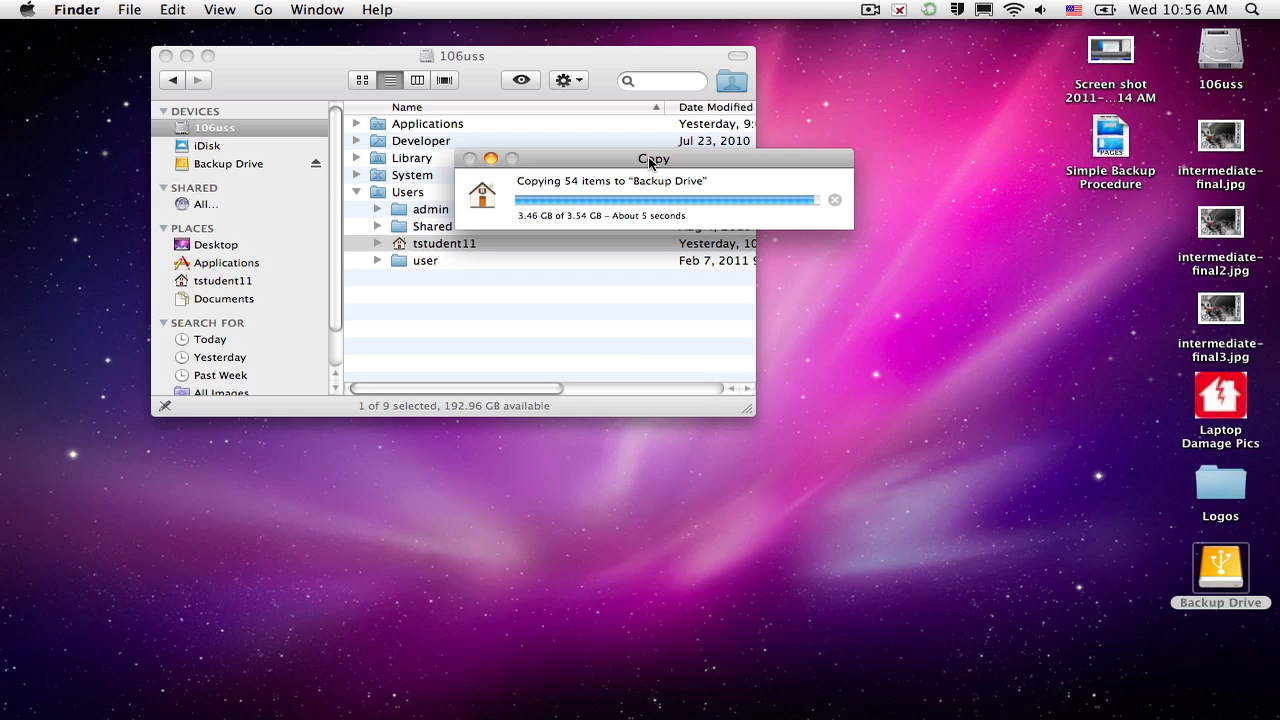 Finder File Edit View Go Window Help
Wed 10:56 AM
106uss
DEVICES
106uss
iDisk
Backup Drive
SHARED
All...
PLACES
Desktop
Applications
tstudent11
Documents
SEARCH FOR
Today
Yesterday
Past Week
All Images
Name Date Modified
Applications Yesterday, 9:
Developer Jul 23, 2010
Library
System
Users
admin
Shared
tstudent11 Yesterday, 10
user Feb 7, 2011 9
1 of 9 selected, 192.96 GB available
Copy
Copying 54 items to “Backup Drive”
3.46 GB of 3.54 GB – About 5 seconds
Screen shot
2011-...14 AM
PAGES
Simple Backup
Procedure
106uss
intermediate-
final.jpg
intermediate-
final2.jpg
intermediate-
final3.jpg
Laptop
Damage Pics
Logos
Backup Drive